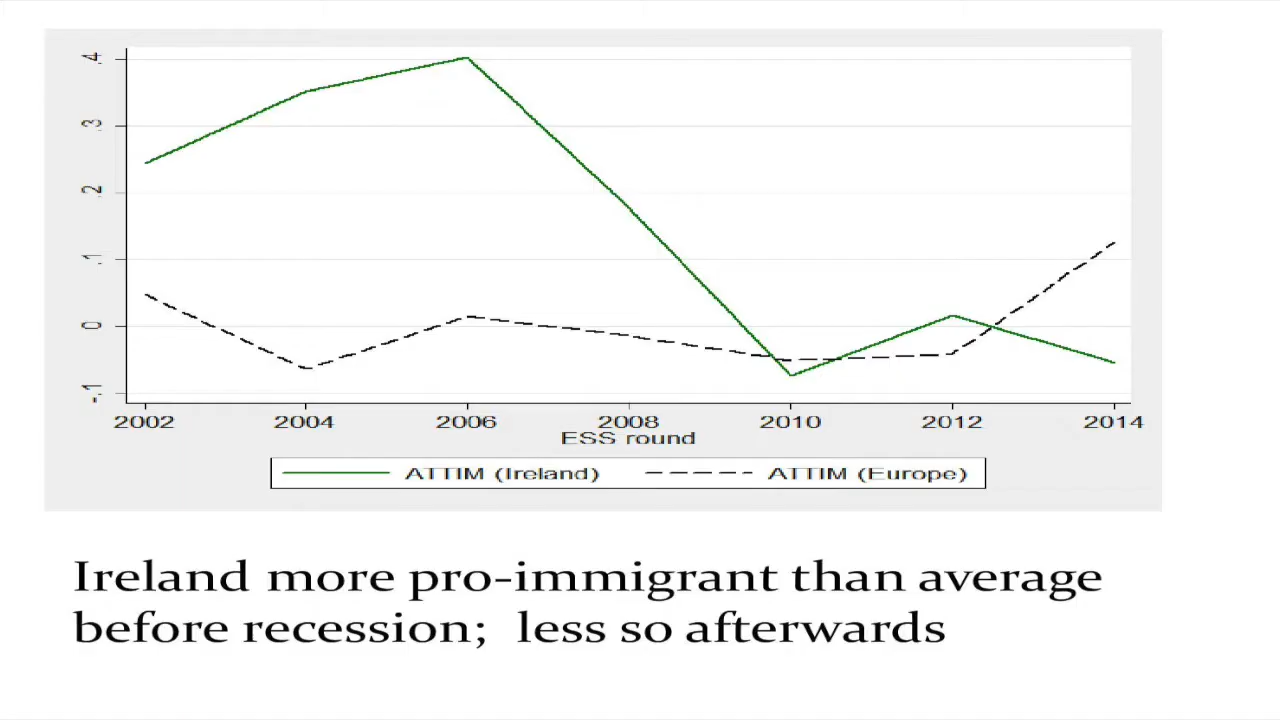 .4
.3
.2
.1
0
-.1
2002 2004 2006 2008 2010 2012 2014
ESS round
ATTIM (Ireland) ATTIM (Europe)
Ireland more pro-immigrant than average
before recession; less so afterwards